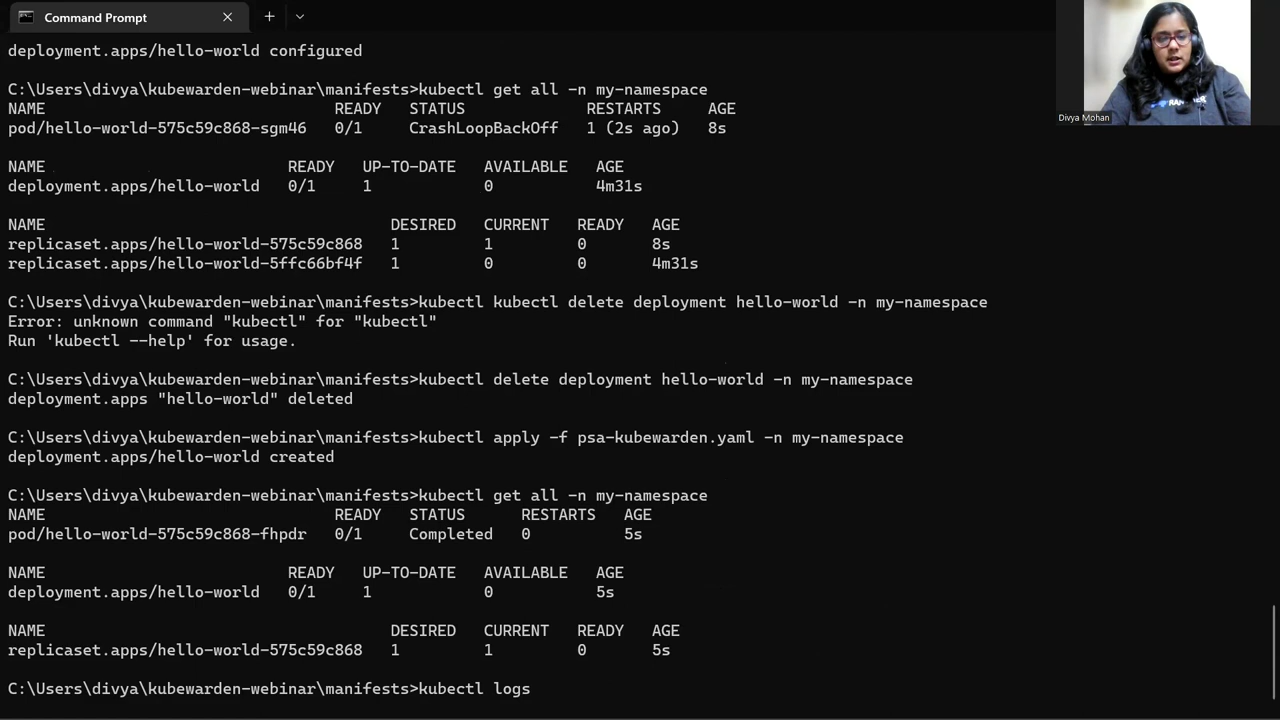 Command Prompt
deployment.apps/hello-world configured
C:\Users\divya\kubewarden-webinar\manifests>kubectl get all -n my-namespace
NAME READY STATUS RESTARTS AGE
pod/hello-world-575c59c868-sgm46 0/1 CrashLoopBackOff 1 (2s ago) 8s
NAME READY UP-TO-DATE AVAILABLE AGE
deployment.apps/hello-world 0/1 1 0 4m31s
NAME DESIRED CURRENT READY AGE
replicaset.apps/hello-world-575c59c868 1 1 0 8s
replicaset.apps/hello-world-5ffc66bf4f 1 0 0 4m31s
C:\Users\divya\kubewarden-webinar\manifests>kubectl kubectl delete deployment hello-world -n my-namespace
Error: unknown command "kubectl" for "kubectl"
Run 'kubectl --help' for usage.
C:\Users\divya\kubewarden-webinar\manifests>kubectl delete deployment hello-world -n my-namespace
deployment.apps "hello-world" deleted
C:\Users\divya\kubewarden-webinar\manifests>kubectl apply -f psa-kubewarden.yaml -n my-namespace
deployment.apps/hello-world created
C:\Users\divya\kubewarden-webinar\manifests>kubectl get all -n my-namespace
NAME READY STATUS RESTARTS AGE
pod/hello-world-575c59c868-fhpdr 0/1 Completed 0 5s
NAME READY UP-TO-DATE AVAILABLE AGE
deployment.apps/hello-world 0/1 1 0 5s
NAME DESIRED CURRENT READY AGE
replicaset.apps/hello-world-575c59c868 1 1 0 5s
C:\Users\divya\kubewarden-webinar\manifests>kubectl logs
Divya Mohan